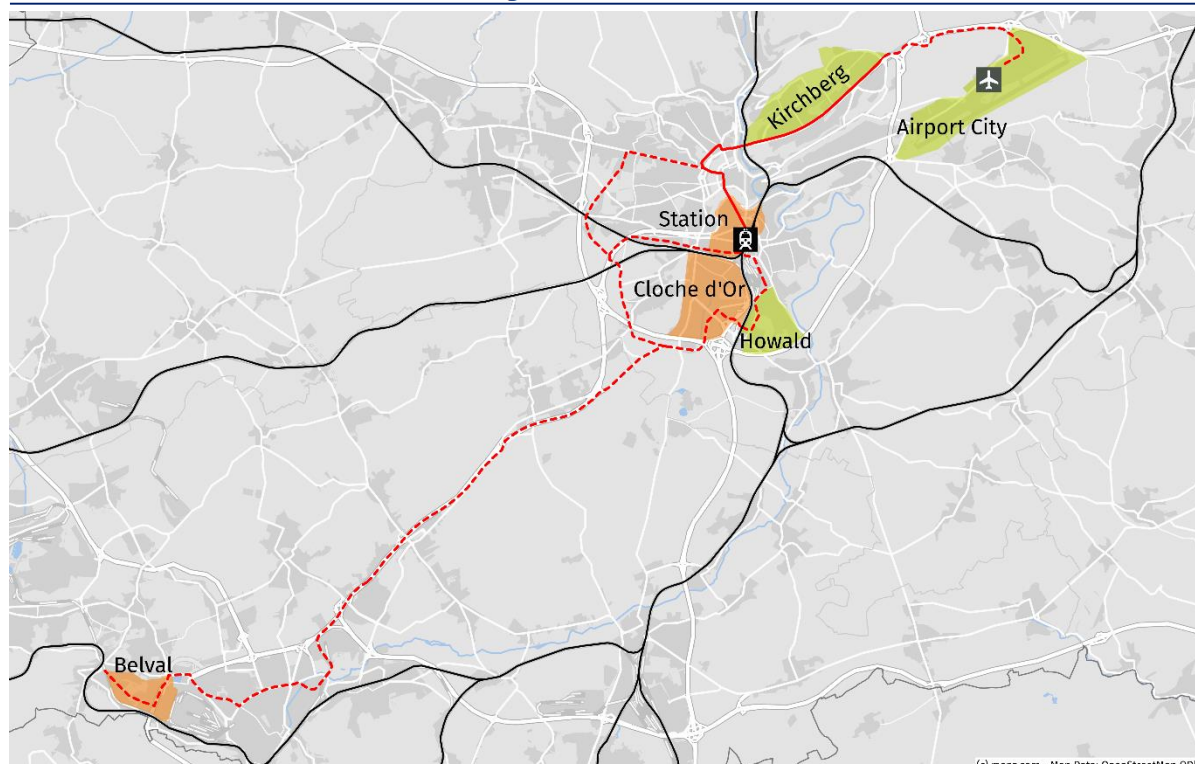 Kirchberg
Airport City
Station
Cloche d'Or
Howald
Belval